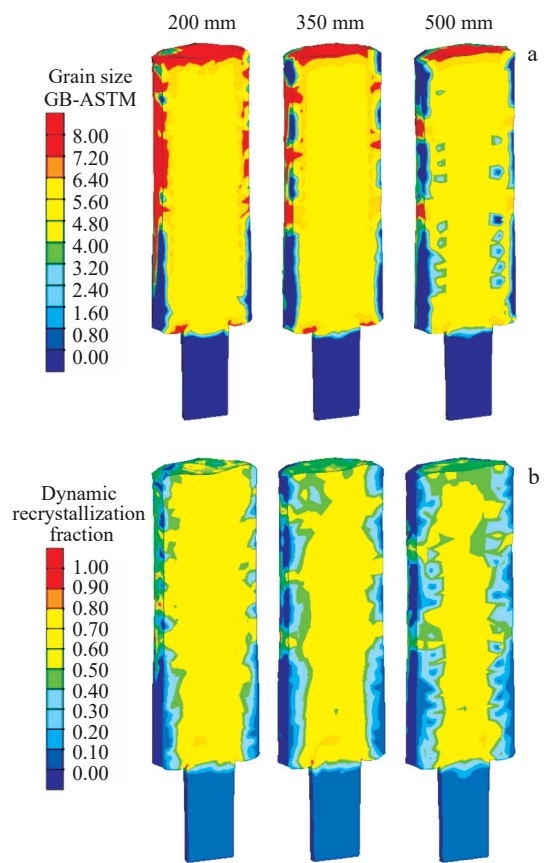 200 mm 350 mm 500 mm
a
Grain size
GB-ASTM
8.00
7.20
6.40
5.60
4.80
4.00
3.20
2.40
1.60
0.80
0.00
b
Dynamic
recrystallization
fraction
1.00
0.90
0.80
0.70
0.60
0.50
0.40
0.30
0.20
0.10
0.00